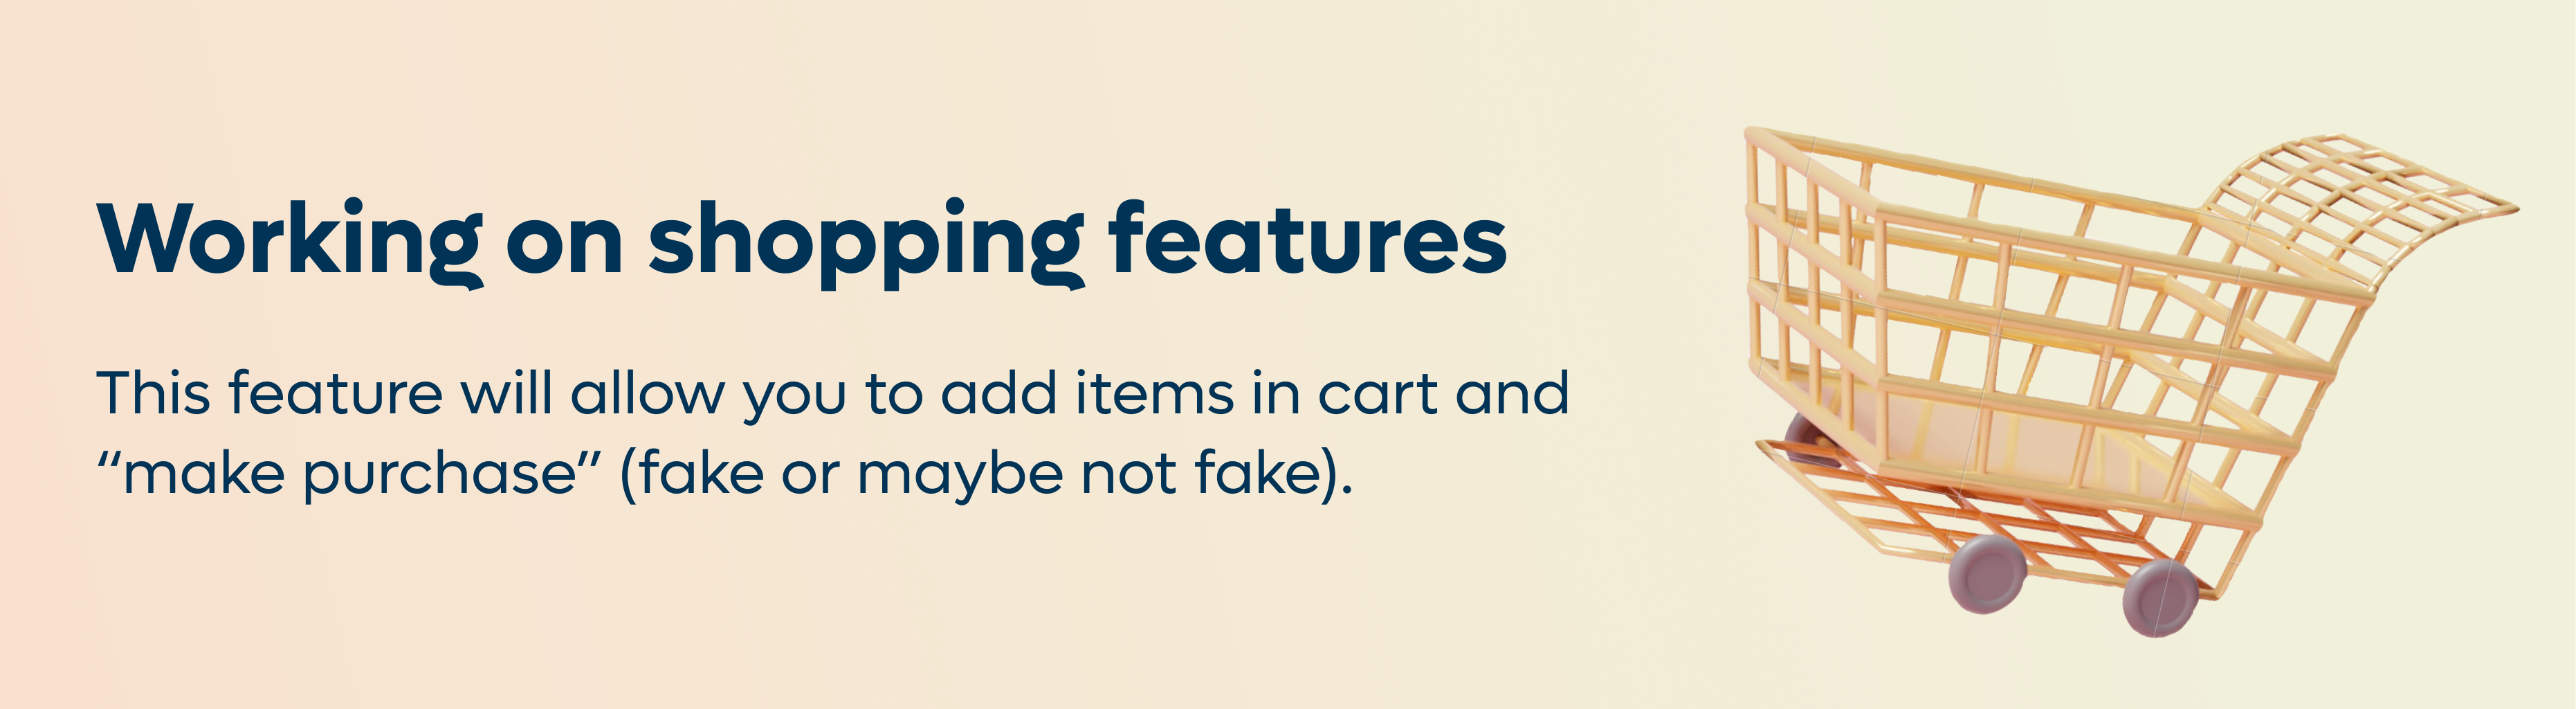 Working on shopping features
This feature will allow you to add items in cart and
“make purchase” (fake or maybe not fake).